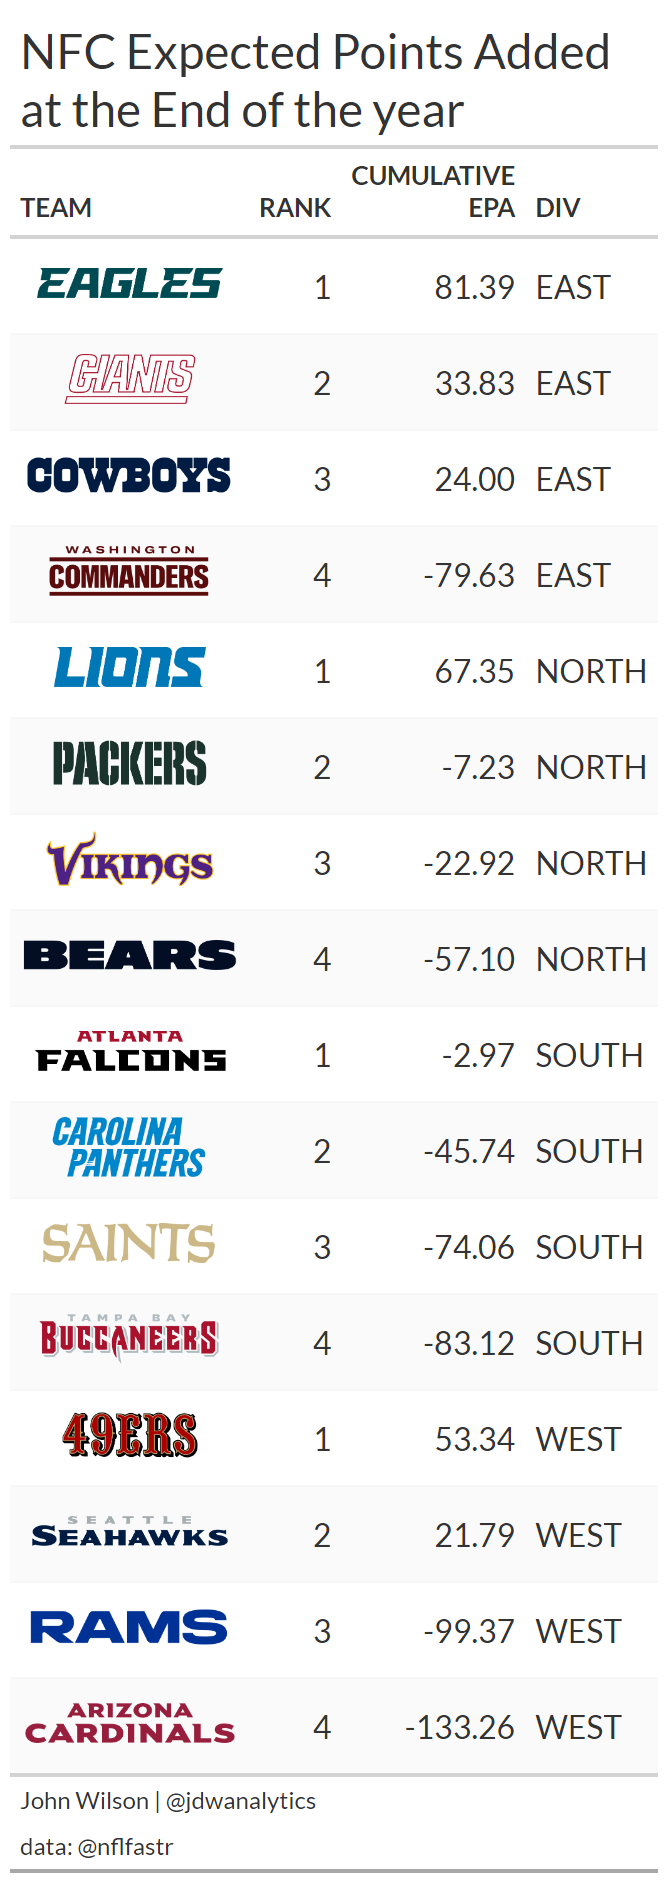 NFC Expected Points Added
at the End of the year
CUMULATIVE
TEAM RANK EPA DIV
EAGLES 1 81.39 EAST
GIANTS 2 33.83 EAST
COWBOYS 3 24.00 EAST
WASHINGTON
COMMANDERS 4 -79.63 EAST
LIONS 1 67.35 NORTH
PACKERS 2 -7.23 NORTH
VIKINGS 3 -22.92 NORTH
BEARS 4 -57.10 NORTH
ATLANTA
FALCONS 1 -2.97 SOUTH
CAROLINA
PANTHERS 2 -45.74 SOUTH
SAINTS 3 -74.06 SOUTH
TAMPA BAY
BUCCANEERS 4 -83.12 SOUTH
49ERS 1 53.34 WEST
SEATTLE
SEAHAWKS 2 21.79 WEST
RAMS 3 -99.37 WEST
ARIZONA
CARDINALS 4 -133.26 WEST
John Wilson | @jdwanalytics
data: @nflfastr